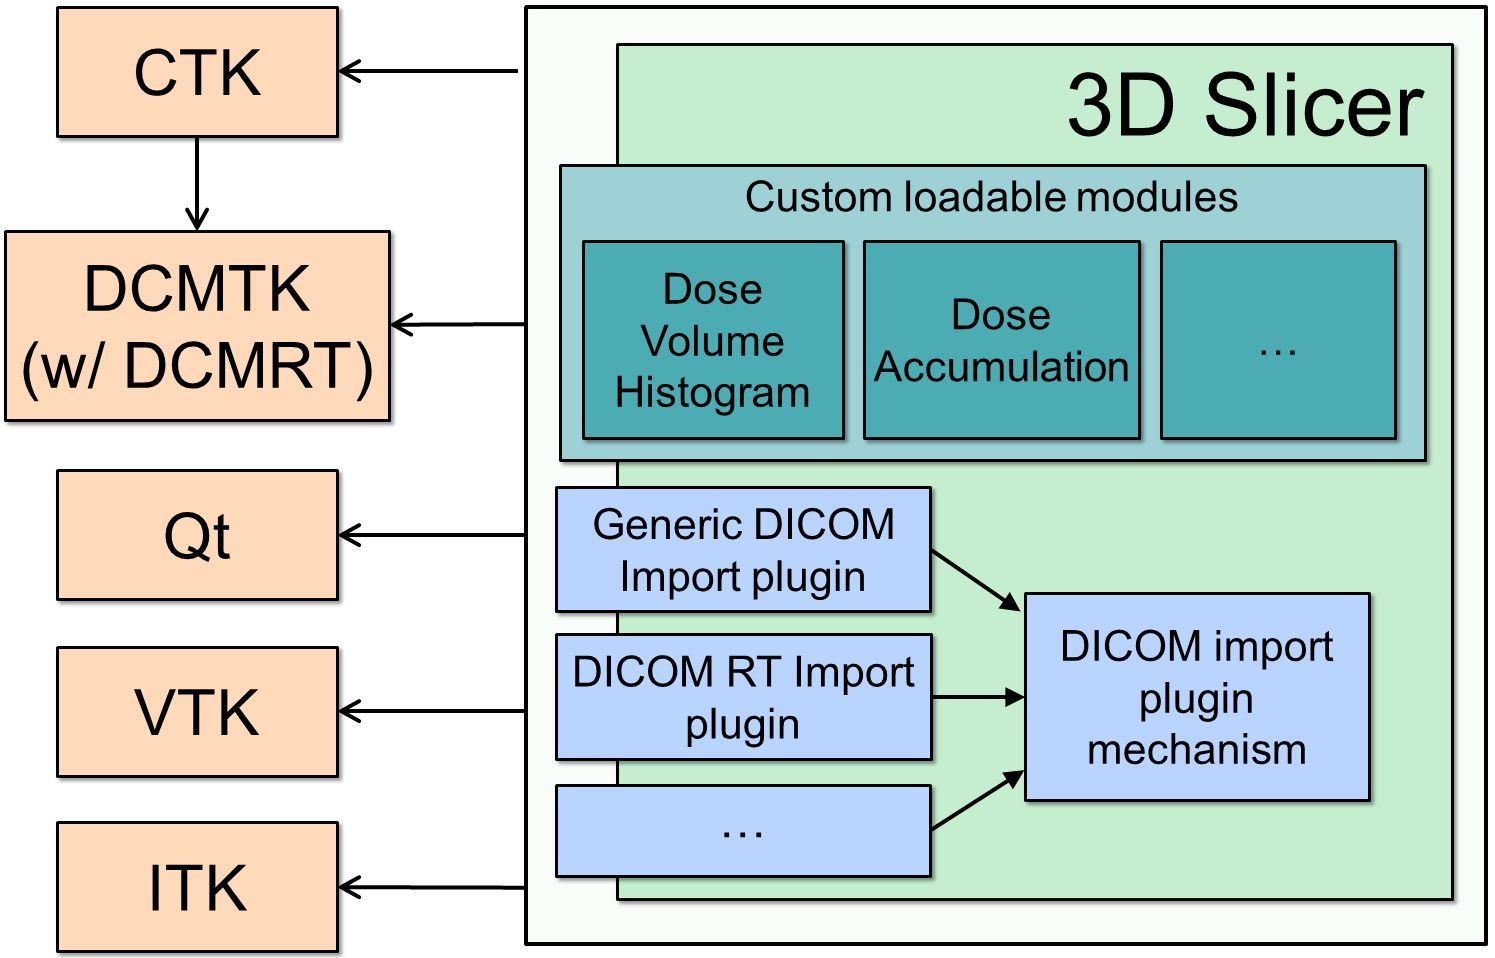 CTK
DCMTK
(w/ DCMRT)
Qt
VTK
ITK
3D Slicer
Custom loadable modules
Dose
Volume
Histogram
Dose
Accumulation
…
Generic DICOM
Import plugin
DICOM RT Import
plugin
…
DICOM import
plugin
mechanism